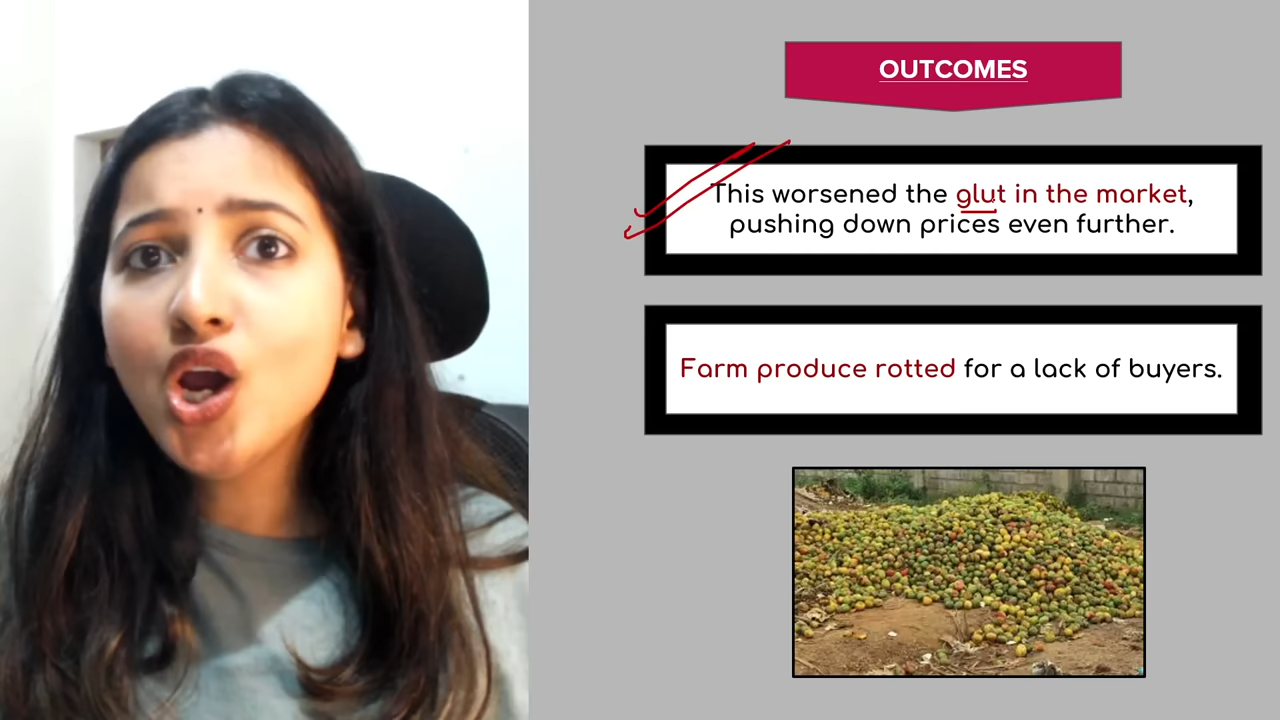 OUTCOMES
This worsened the glut in the market,
pushing down prices even further.
Farm produce rotted for a lack of buyers.